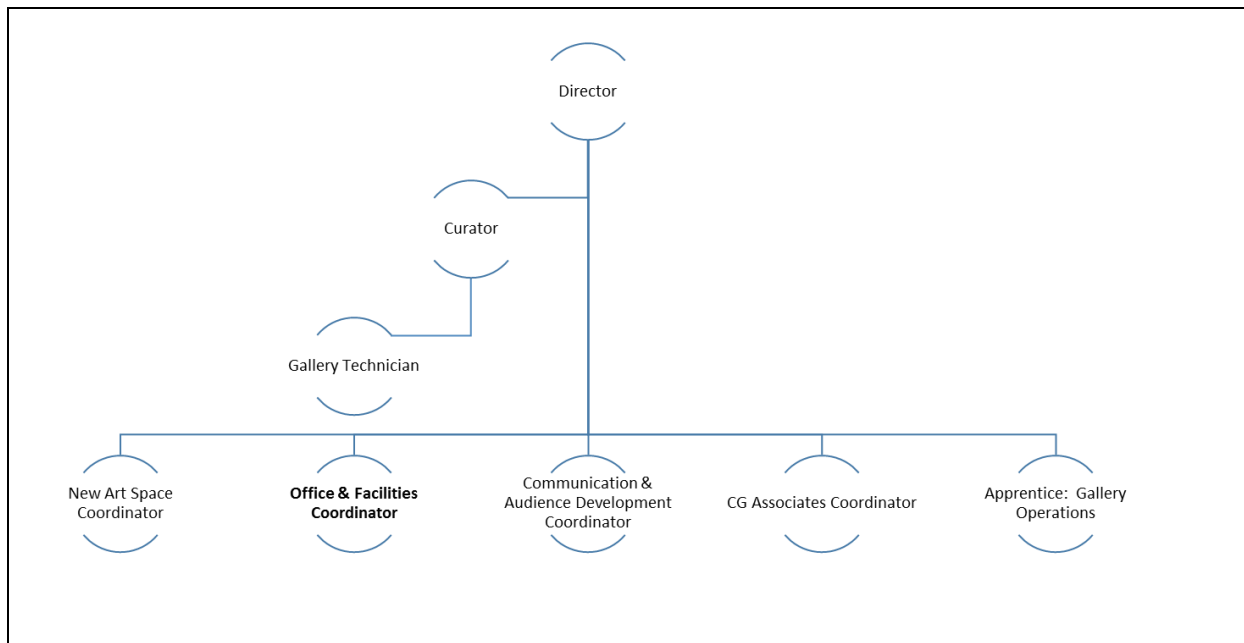 Director
Curator
Gallery Technician
New Art Space
Coordinator
Office & Facilities
Coordinator
Communication &
Audience Development
Coordinator
CG Associates Coordinator
Apprentice:  Gallery
Operations